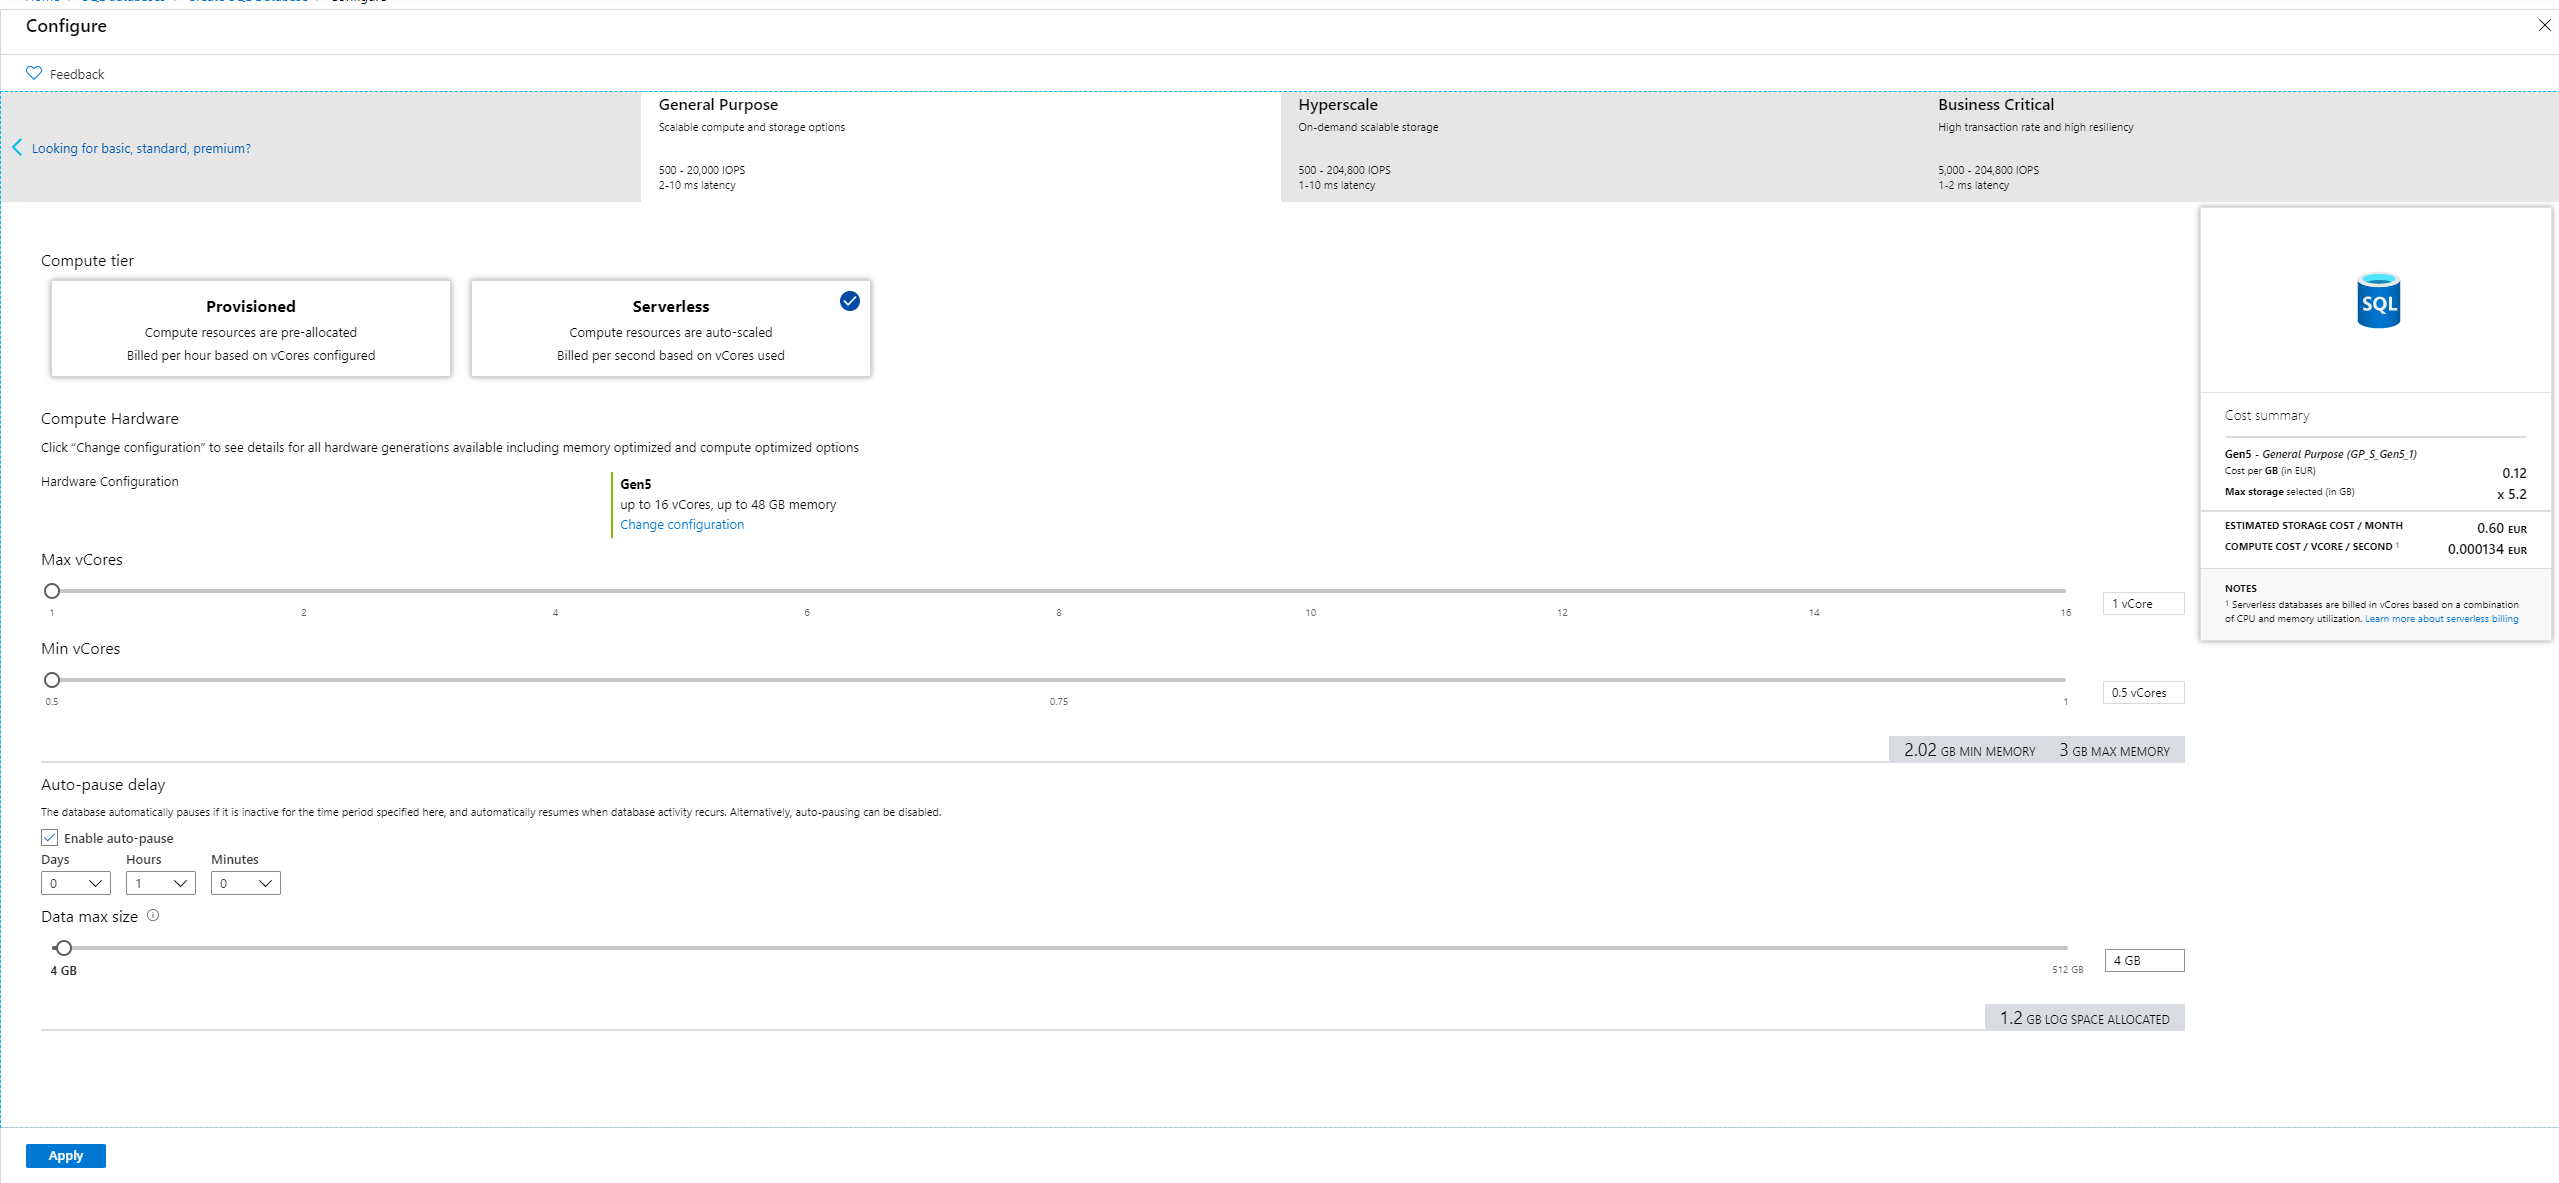 Home > SQL databases > Create SQL Database > Configure
Configure
Feedback
Looking for basic, standard, premium?
General Purpose
Scalable compute and storage options
500 - 20,000 IOPS
2-10 ms latency
Hyperscale
On-demand scalable storage
500 - 204,800 IOPS
1-10 ms latency
Business Critical
High transaction rate and high resiliency
5,000 - 204,800 IOPS
1-2 ms latency
Compute tier
Provisioned
Compute resources are pre-allocated
Billed per hour based on vCores configured
Serverless
Compute resources are auto-scaled
Billed per second based on vCores used
Compute Hardware
Click "Change configuration" to see details for all hardware generations available including memory optimized and compute optimized options
Hardware Configuration
Gen5
up to 16 vCores, up to 48 GB memory
Change configuration
Max vCores
1 2 4 6 8 10 12 14 16
1 vCore
Min vCores
0.5 0.75 1
0.5 vCores
2.02 GB MIN MEMORY 3 GB MAX MEMORY
Auto-pause delay
The database automatically pauses if it is inactive for the time period specified here, and automatically resumes when database activity recurs. Alternatively, auto-pausing can be disabled.
Enable auto-pause
Days Hours Minutes
0 1 0
Data max size
4 GB 512 GB
4 GB
1.2 GB LOG SPACE ALLOCATED
Apply
SQL
Cost summary
Gen5 - General Purpose (GP_S_Gen5_1)
Cost per GB (in EUR) 0.12
Max storage selected (in GB) x 5.2
ESTIMATED STORAGE COST / MONTH 0.60 EUR
COMPUTE COST / VCORE / SECOND 1 0.000134 EUR
NOTES
1 Serverless databases are billed in vCores based on a combination
of CPU and memory utilization. Learn more about serverless billing